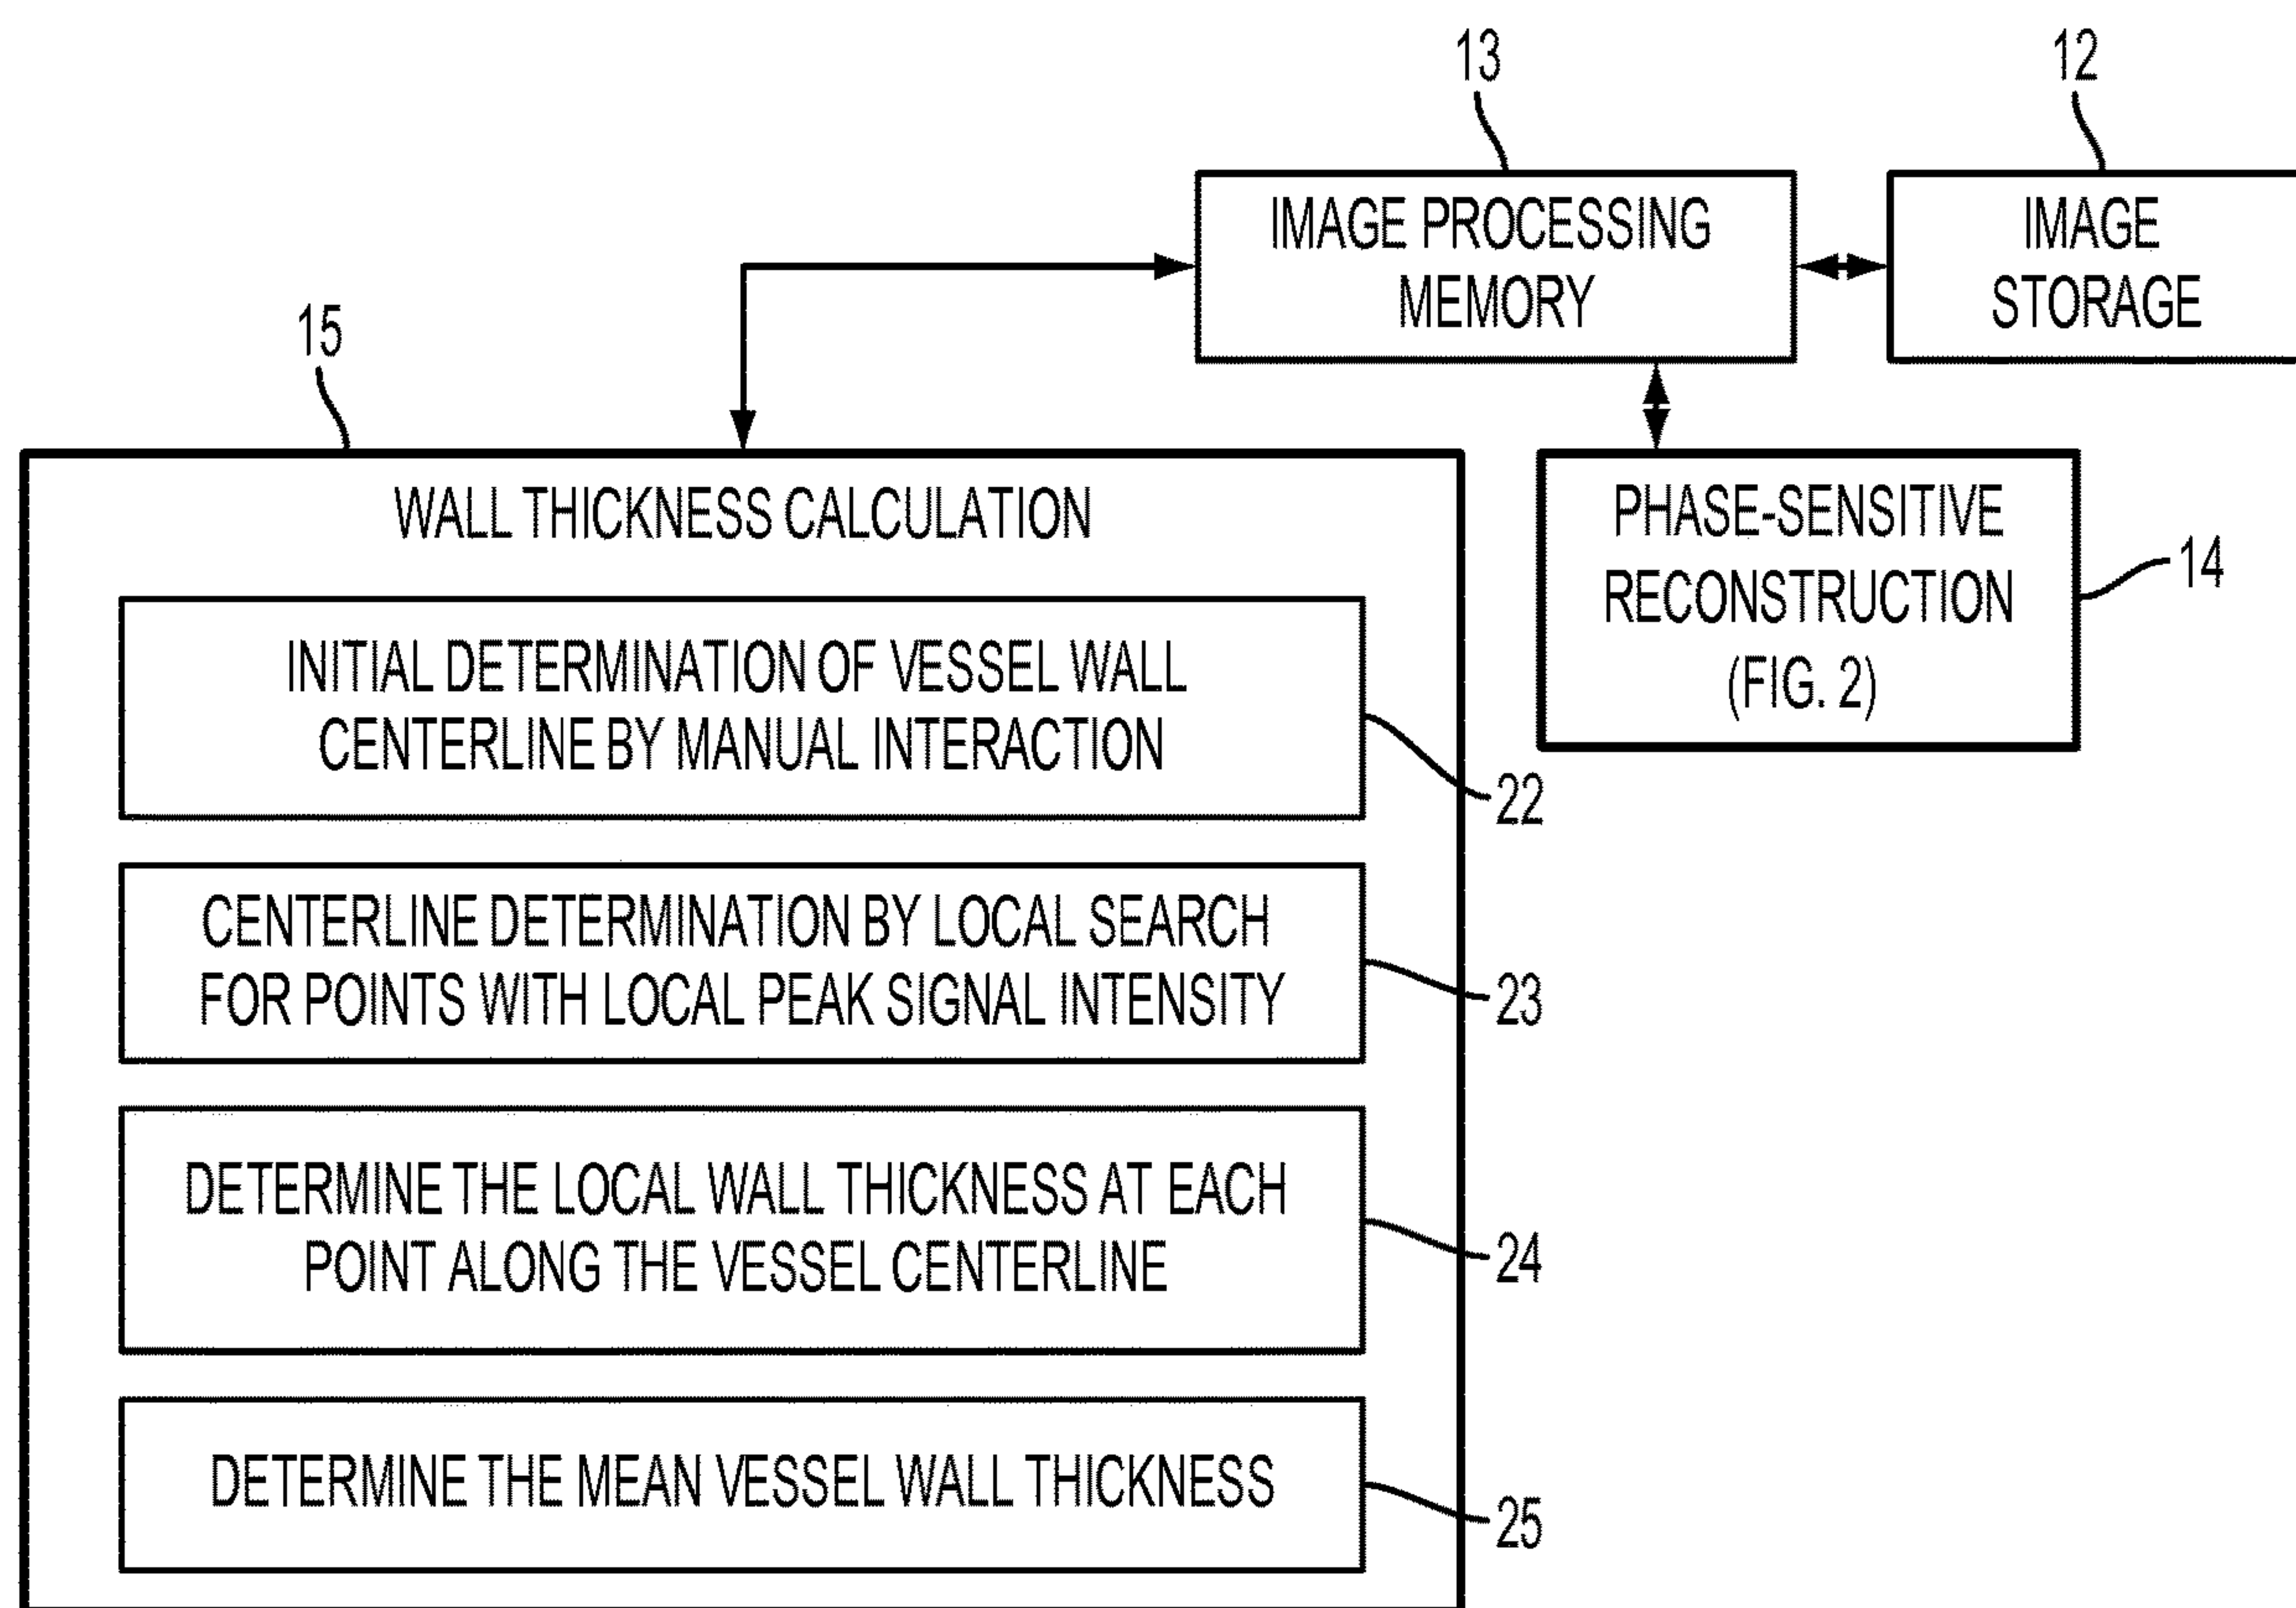 13
12
IMAGE PROCESSING
MEMORY
IMAGE
STORAGE
15
WALL THICKNESS CALCULATION
PHASE-SENSITIVE
RECONSTRUCTION
(FIG. 2)
14
INITIAL DETERMINATION OF VESSEL WALL
CENTERLINE BY MANUAL INTERACTION
22
CENTERLINE DETERMINATION BY LOCAL SEARCH
FOR POINTS WITH LOCAL PEAK SIGNAL INTENSITY
23
DETERMINE THE LOCAL WALL THICKNESS AT EACH
POINT ALONG THE VESSEL CENTERLINE
24
DETERMINE THE MEAN VESSEL WALL THICKNESS
25